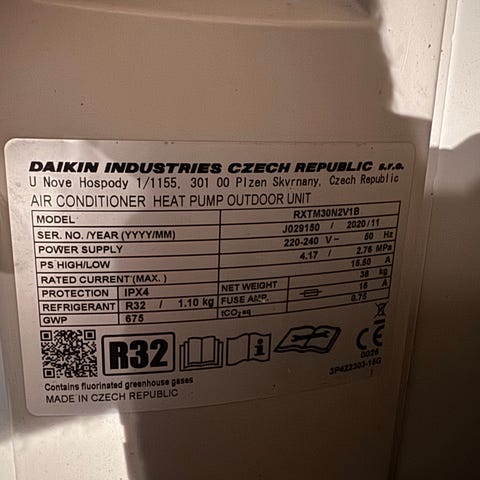 DAIKIN INDUSTRIES CZECH REPUBLIC s.r.o.
U Nove Hospody 1/1155, 301 00 Plzen Skvrnany, Czech Republic
AIR CONDITIONER HEAT PUMP OUTDOOR UNIT
MODEL RXTM30N2V1B
SER. NO. /YEAR (YYYY/MM) J029150 / 2020/11
POWER SUPPLY 220-240 V~ 50 Hz
PS HIGH/LOW 4.17 / 2.76 MPa
RATED CURRENT (MAX.) 15.50 A
PROTECTION IPX4 NET WEIGHT 38 kg
REFRIGERANT R32 / 1.10 kg FUSE AMP. 16 A
GWP 675 tCO₂eq 0.75
R32 i CE
0026
Contains fluorinated greenhouse gases
3P422303-15G
MADE IN CZECH REPUBLIC